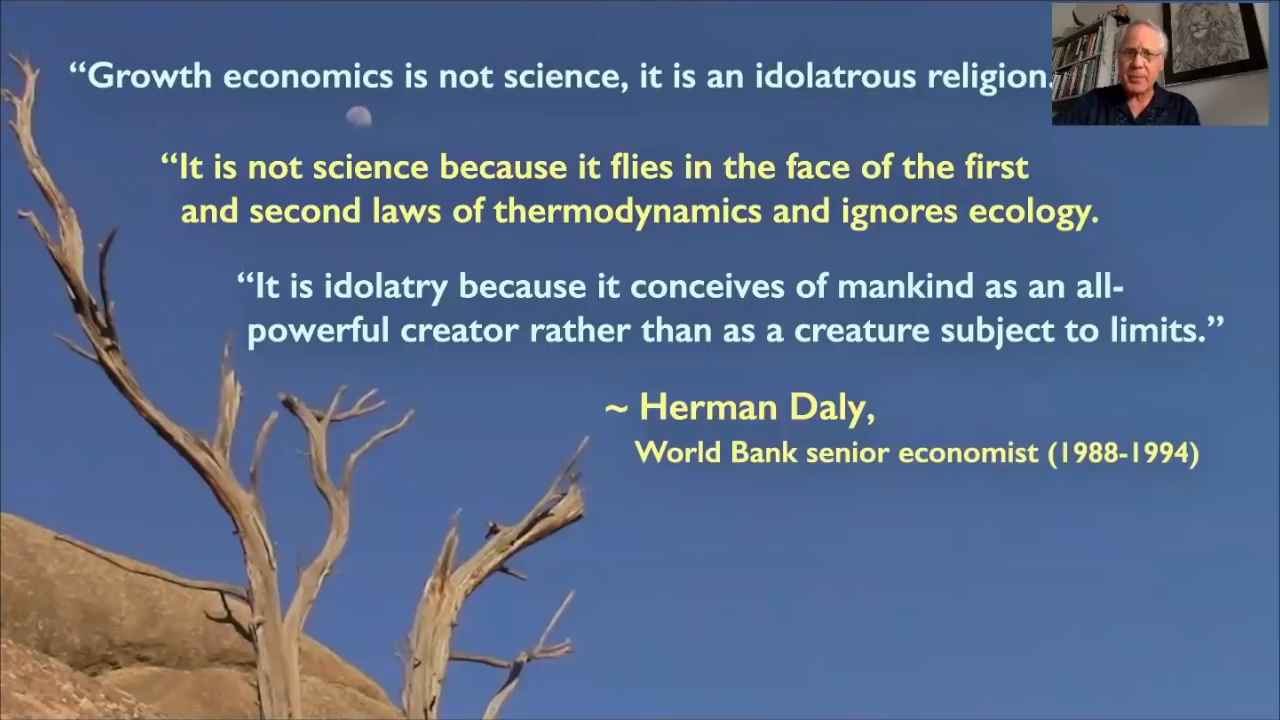 “Growth economics is not science, it is an idolatrous religion.
“It is not science because it flies in the face of the first
and second laws of thermodynamics and ignores ecology.
“It is idolatry because it conceives of mankind as an all-
powerful creator rather than as a creature subject to limits.”
~ Herman Daly,
World Bank senior economist (1988-1994)